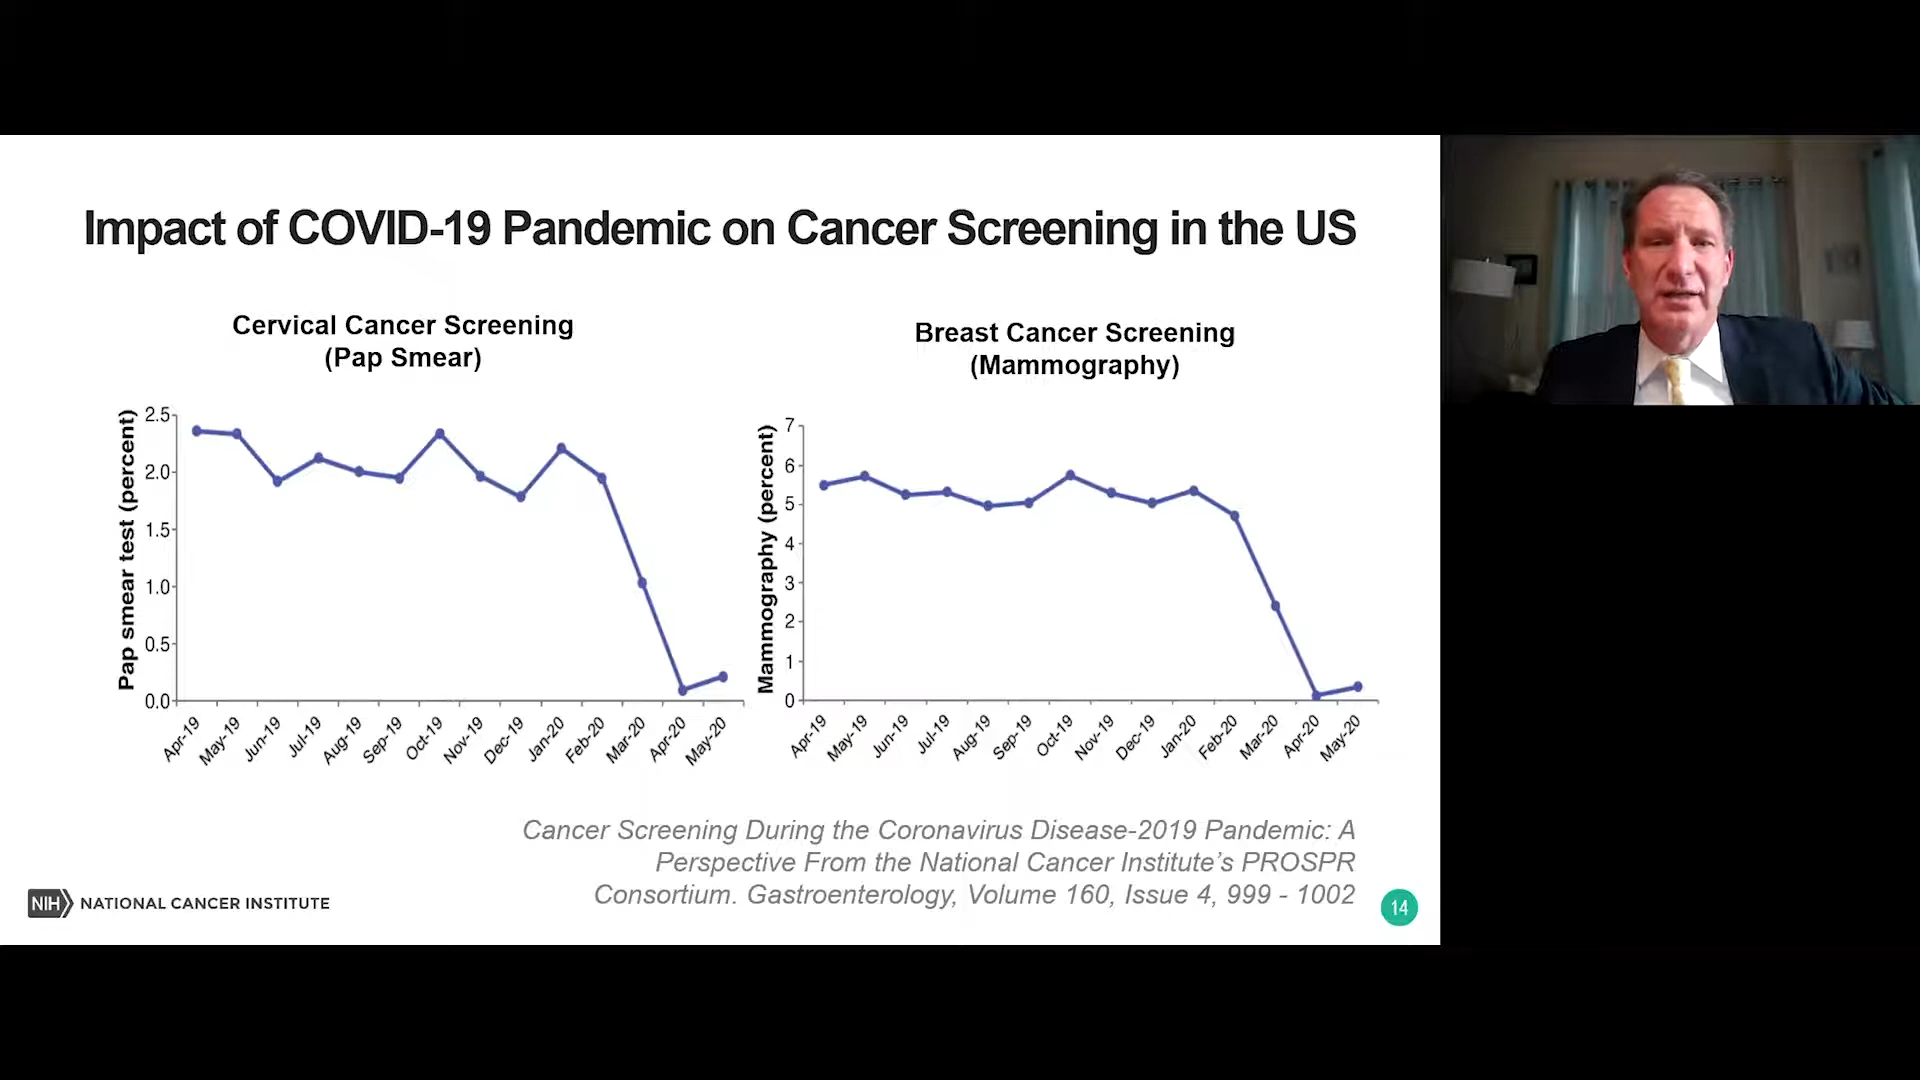 Impact of COVID-19 Pandemic on Cancer Screening in the US
Cervical Cancer Screening
(Pap Smear)
Pap smear test (percent)
2.5
2.0
1.5
1.0
0.5
0.0
Apr-19
May-19
Jun-19
Jul-19
Aug-19
Sep-19
Oct-19
Nov-19
Dec-19
Jan-20
Feb-20
Mar-20
Apr-20
May-20
Breast Cancer Screening
(Mammography)
Mammography (percent)
7
6
5
4
3
2
1
0
Apr-19
May-19
Jun-19
Jul-19
Aug-19
Sep-19
Oct-19
Nov-19
Dec-19
Jan-20
Feb-20
Mar-20
Apr-20
May-20
Cancer Screening During the Coronavirus Disease-2019 Pandemic: A
Perspective From the National Cancer Institute's PROSPR
Consortium. Gastroenterology, Volume 160, Issue 4, 999 - 1002
NIH NATIONAL CANCER INSTITUTE
14